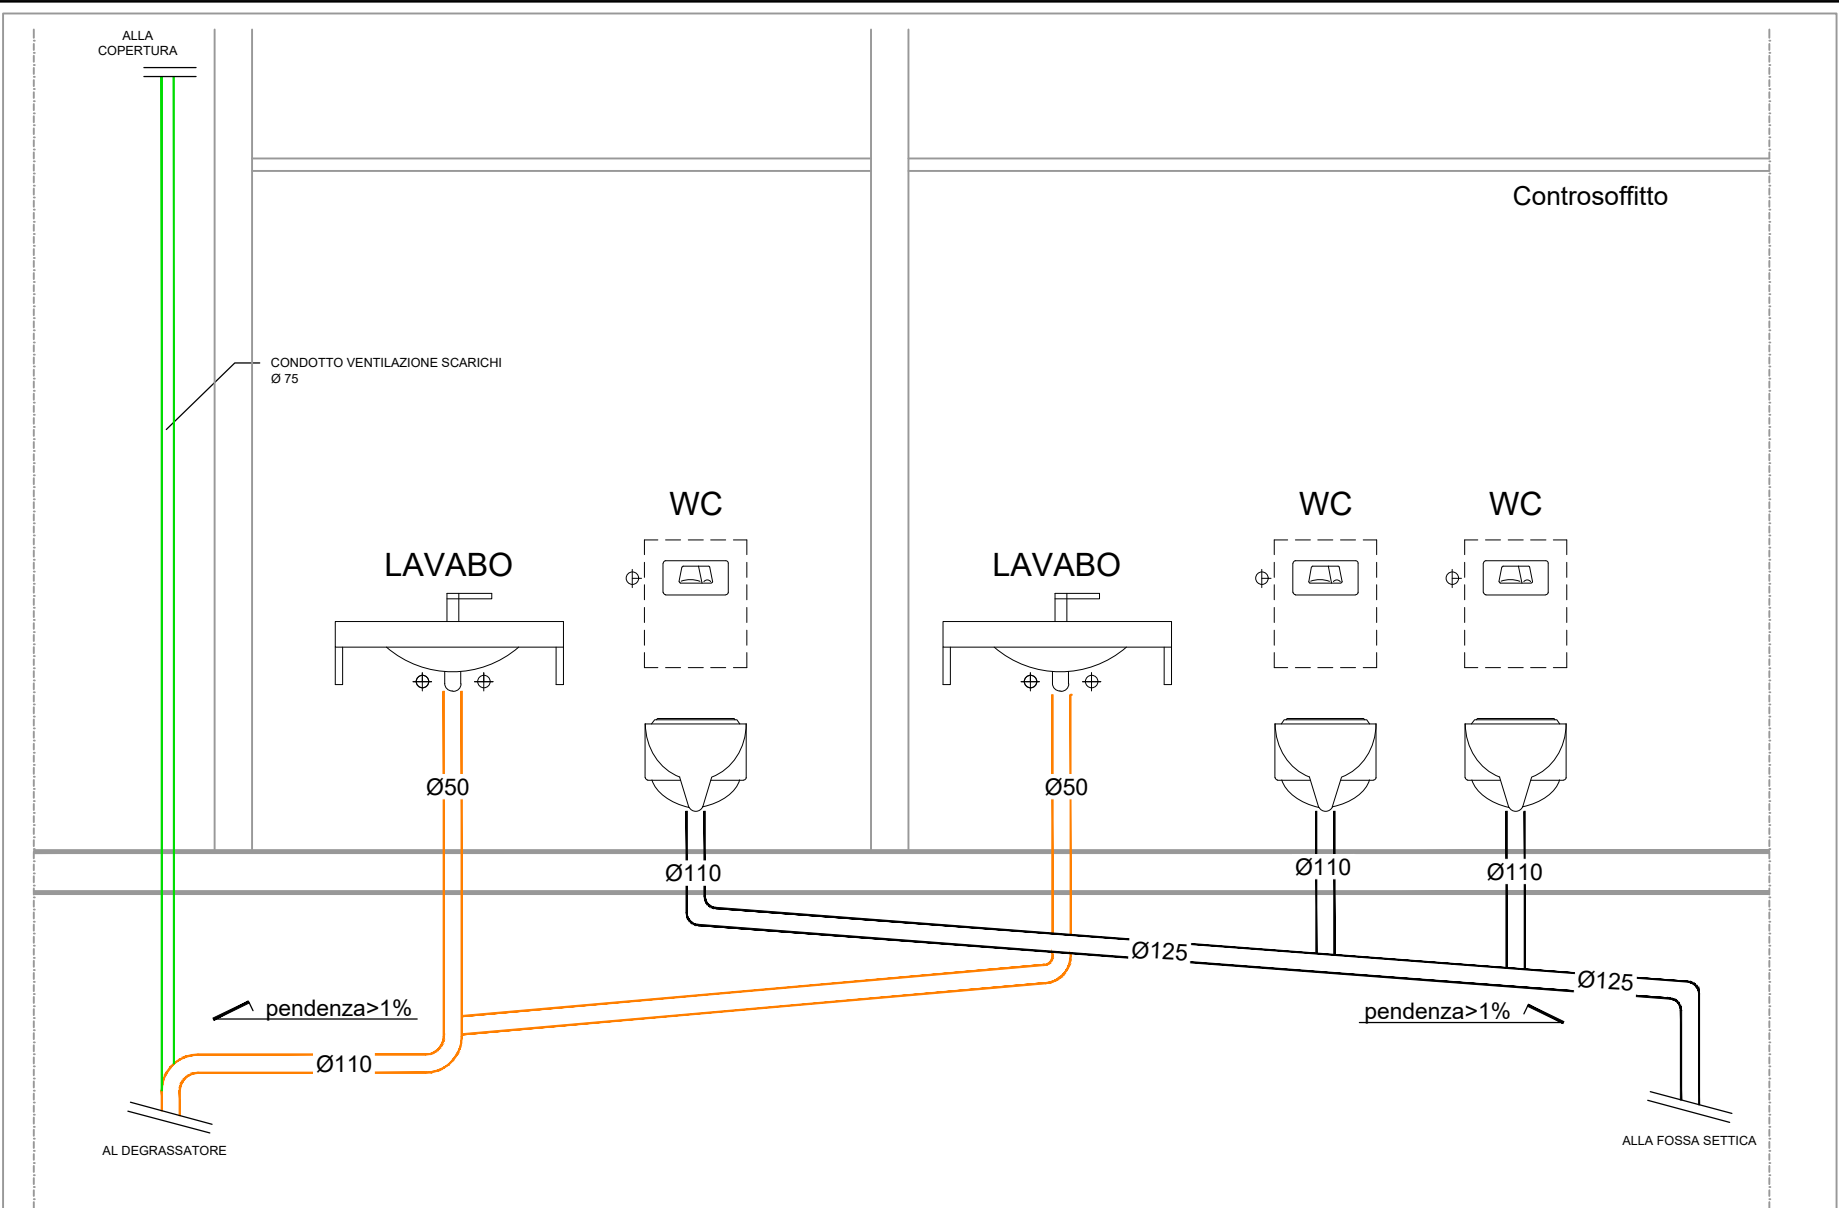 ALLA
COPERTURA
Controsoffitto
CONDOTTO VENTILAZIONE SCARICHI
Ø 75
WC
WC
WC
LAVABO
LAVABO
Ø50
Ø50
Ø110
Ø110
Ø110
Ø125
Ø125
pendenza>1%
pendenza>1%
Ø110
AL DEGRASSATORE
ALLA FOSSA SETTICA